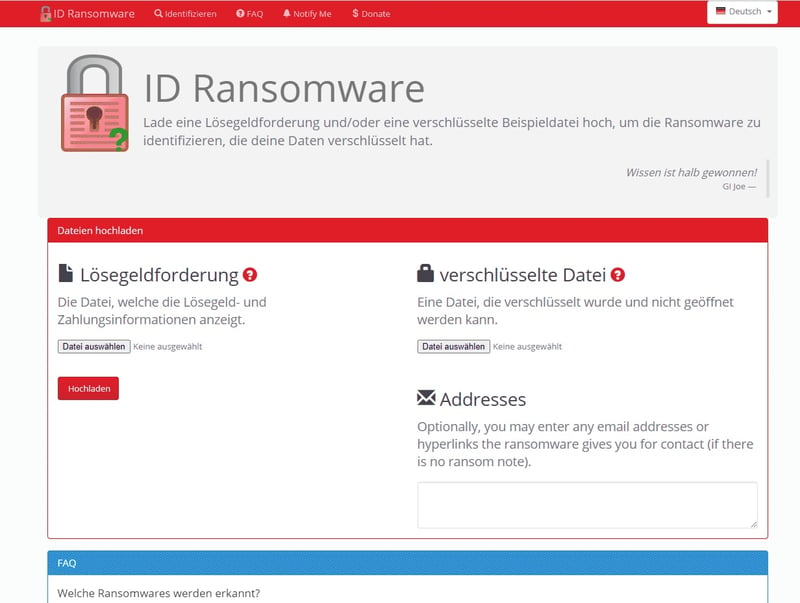 ID Ransomware Identifizieren FAQ Notify Me $ Donate Deutsch
ID Ransomware
Lade eine Lösegeldforderung und/oder eine verschlüsselte Beispieldatei hoch, um die Ransomware zu
identifizieren, die deine Daten verschlüsselt hat.
Wissen ist halb gewonnen!
GI Joe —
Dateien hochladen
Lösegeldforderung
Die Datei, welche die Lösegeld- und
Zahlungsinformationen anzeigt.
Datei auswählen Keine ausgewählt
Hochladen
verschlüsselte Datei
Eine Datei, die verschlüsselt wurde und nicht geöffnet
werden kann.
Datei auswählen Keine ausgewählt
Addresses
Optionally, you may enter any email addresses or
hyperlinks the ransomware gives you for contact (if there
is no ransom note).
FAQ
Welche Ransomwares werden erkannt?